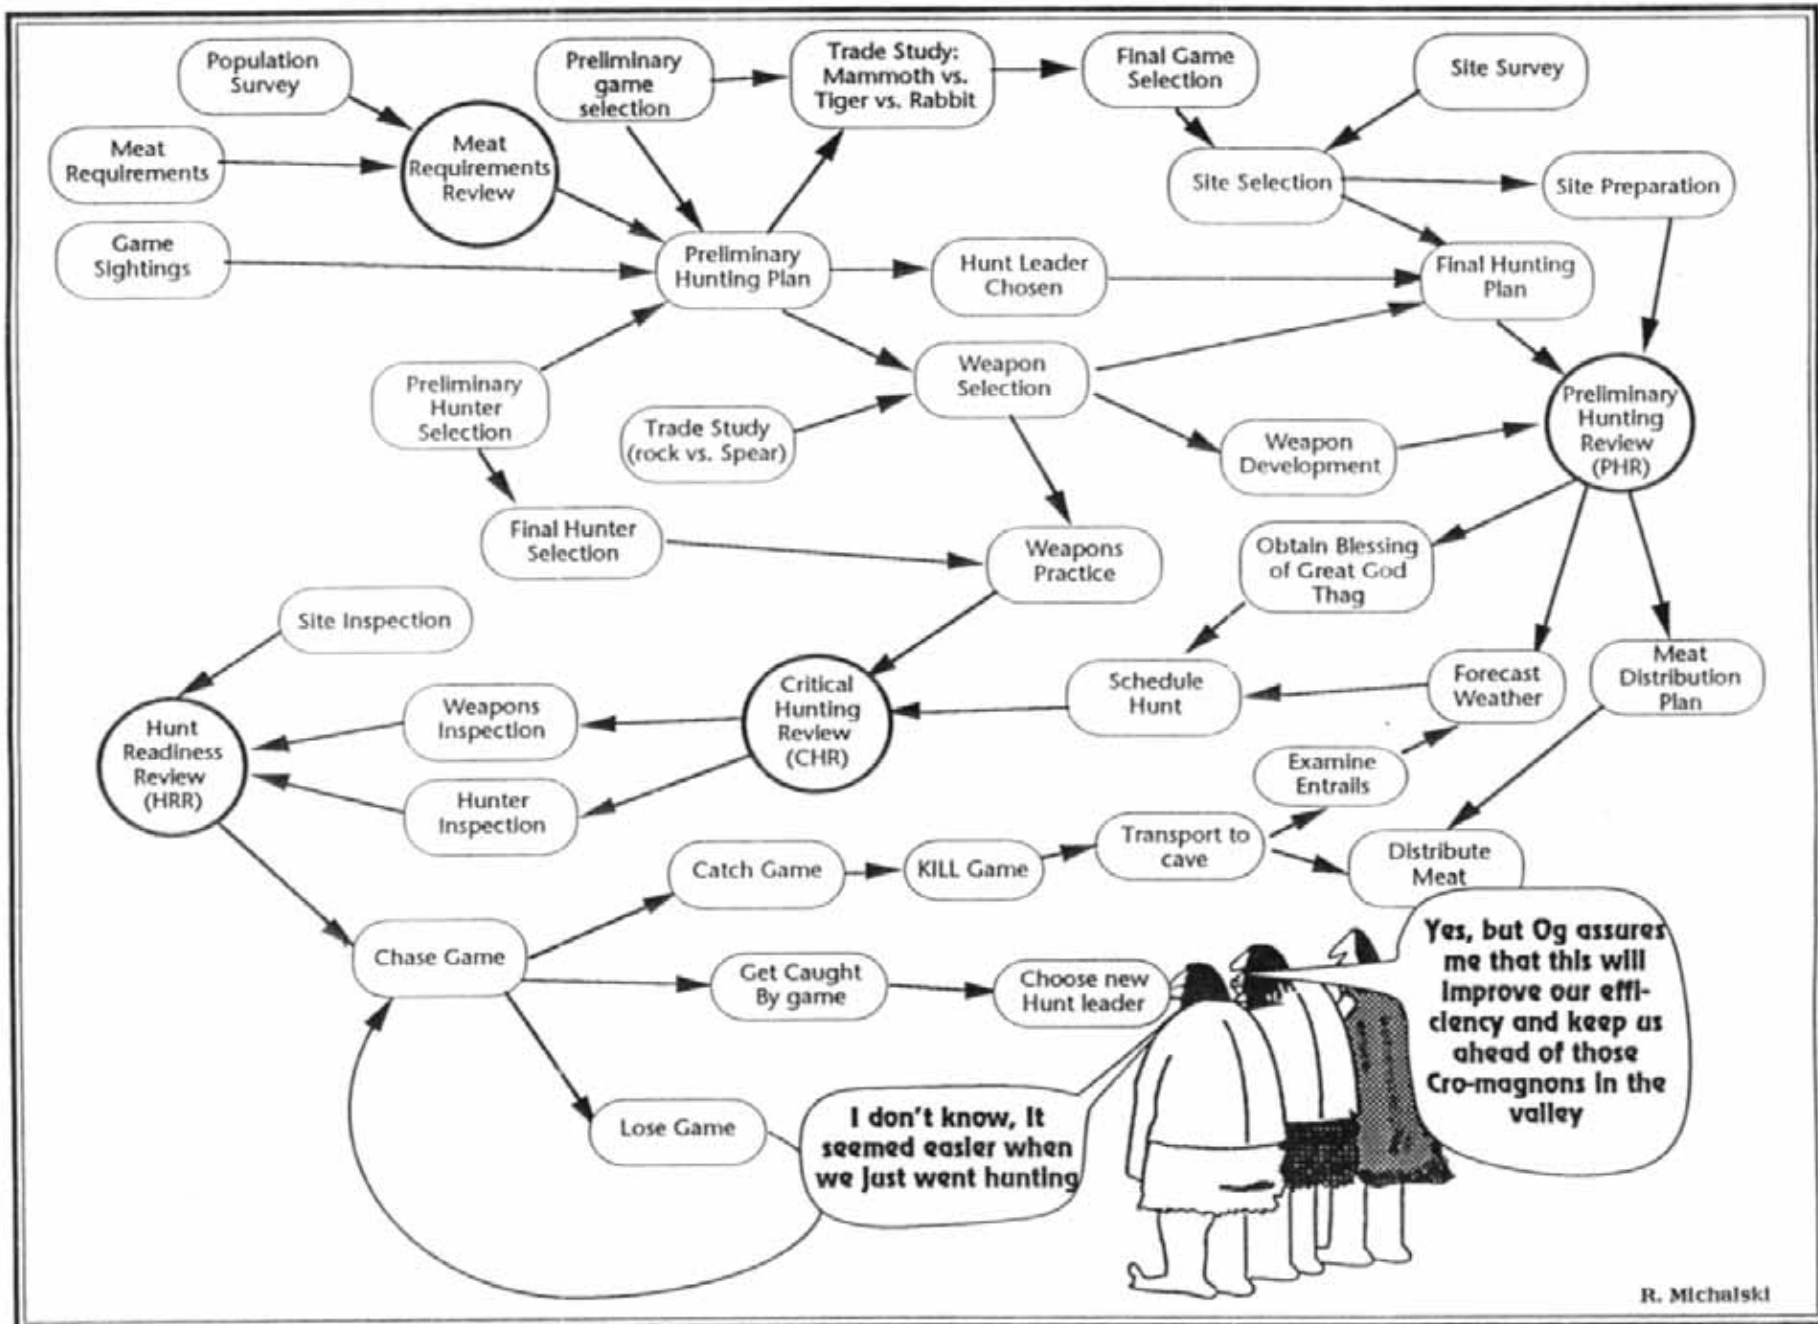 Population
Survey
Preliminary
game
selection
Trade Study:
Mammoth vs.
Tiger vs. Rabbit
Final Game
Selection
Site Survey
Meat
Requirements
Meat
Requirements
Review
Site Selection
Site Preparation
Game
Sightings
Preliminary
Hunting Plan
Hunt Leader
Chosen
Final Hunting
Plan
Preliminary
Hunter
Selection
Weapon
Selection
Preliminary
Hunting
Review
(PHR)
Trade Study
(rock vs. Spear)
Weapon
Development
Final Hunter
Selection
Weapons
Practice
Obtain Blessing
of Great God
Thag
Site Inspection
Hunt
Readiness
Review
(HRR)
Weapons
Inspection
Critical
Hunting
Review
(CHR)
Schedule
Hunt
Forecast
Weather
Meat
Distribution
Plan
Hunter
Inspection
Examine
Entrails
Catch Game
KILL Game
Transport to
cave
Distribute
Meat
Chase Game
Get Caught
By game
Choose new
Hunt leader
Lose Game
I don't know, It
seemed easier when
we just went hunting
Yes, but Og assures
me that this will
improve our effi-
ciency and keep us
ahead of those
Cro-magnons in the
valley
R. Michalski